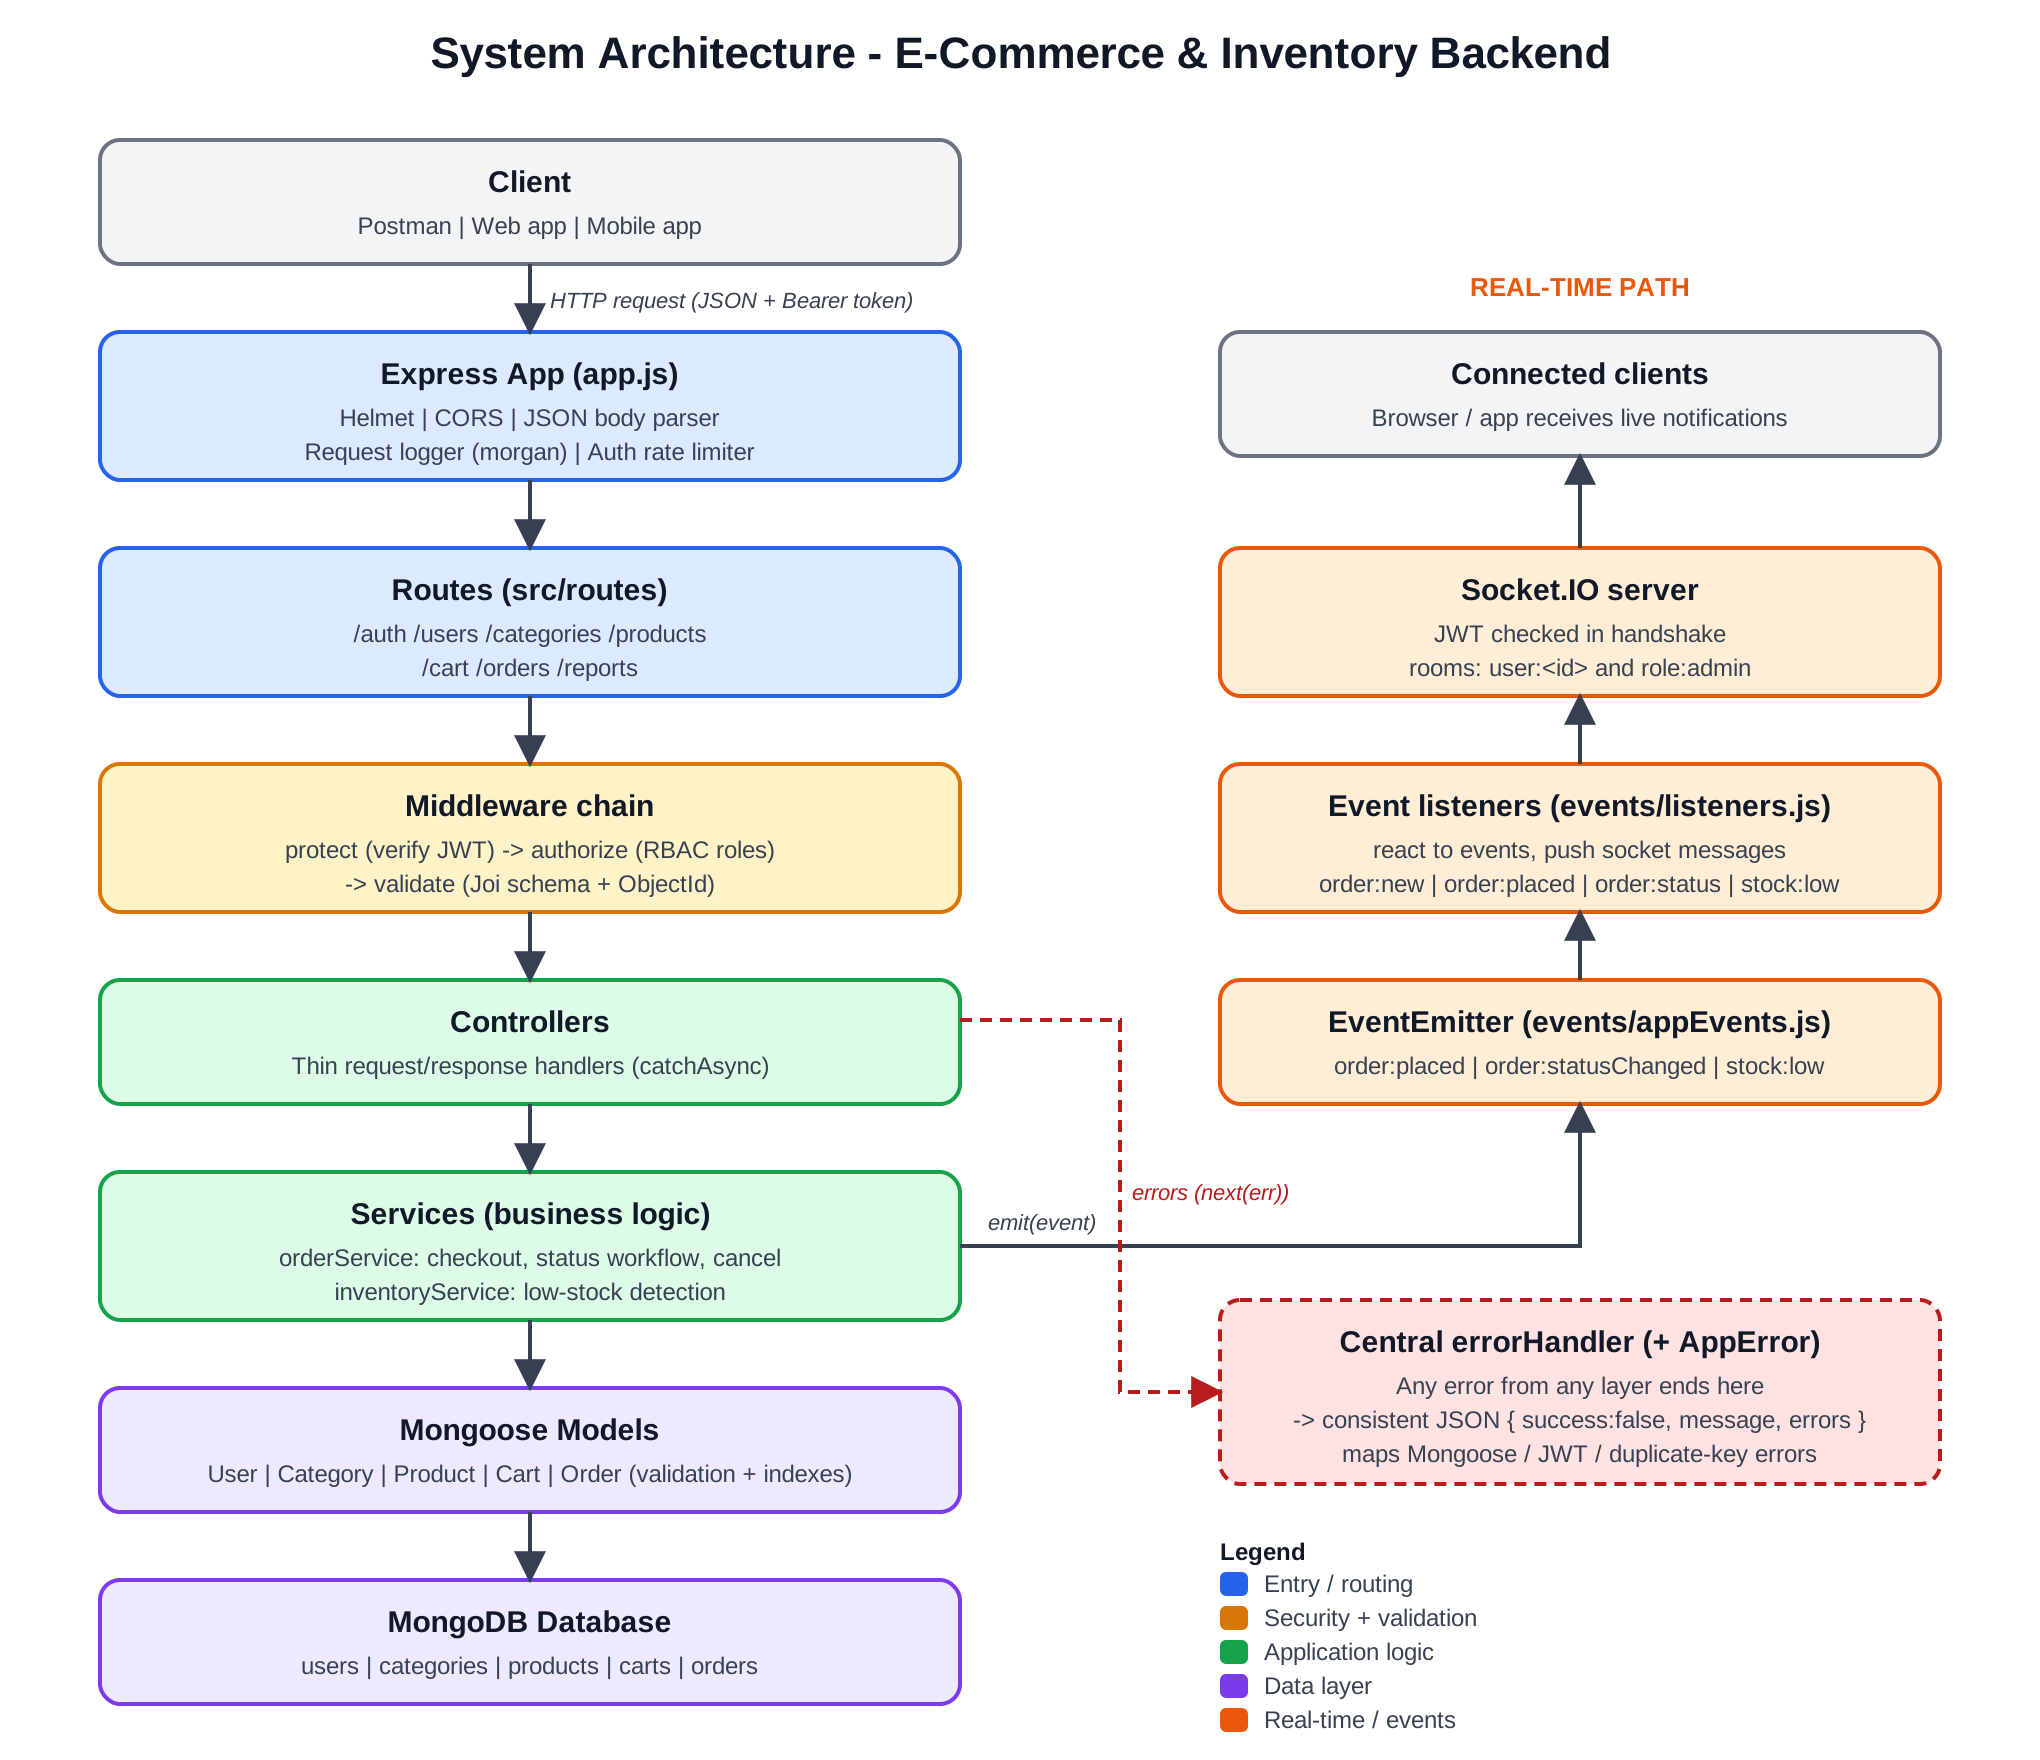 System Architecture - E-Commerce & Inventory Backend
Client
Postman | Web app | Mobile app
HTTP request (JSON + Bearer token)
Express App (app.js)
Helmet | CORS | JSON body parser
Request logger (morgan) | Auth rate limiter
Routes (src/routes)
/auth /users /categories /products
/cart /orders /reports
Middleware chain
protect (verify JWT) -> authorize (RBAC roles)
-> validate (Joi schema + ObjectId)
Controllers
Thin request/response handlers (catchAsync)
Services (business logic)
orderService: checkout, status workflow, cancel
inventoryService: low-stock detection
Mongoose Models
User | Category | Product | Cart | Order (validation + indexes)
MongoDB Database
users | categories | products | carts | orders
emit(event)
errors (next(err))
REAL-TIME PATH
Connected clients
Browser / app receives live notifications
Socket.IO server
JWT checked in handshake
rooms: user:<id> and role:admin
Event listeners (events/listeners.js)
react to events, push socket messages
order:new | order:placed | order:status | stock:low
EventEmitter (events/appEvents.js)
order:placed | order:statusChanged | stock:low
Central errorHandler (+ AppError)
Any error from any layer ends here
-> consistent JSON { success:false, message, errors }
maps Mongoose / JWT / duplicate-key errors
Legend
Entry / routing
Security + validation
Application logic
Data layer
Real-time / events